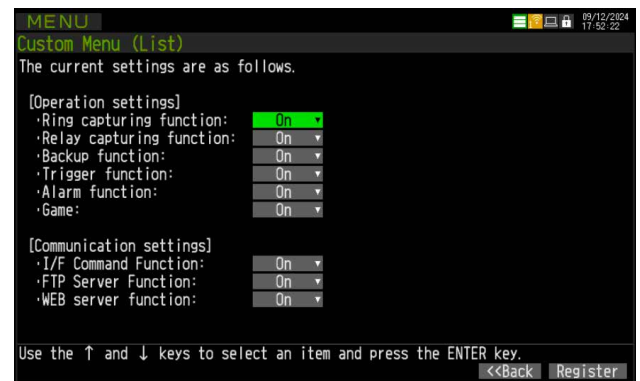 MENU
09/12/2024
17:52:22
Custom Menu (List)
The current settings are as follows.
[Operation settings]
・Ring capturing function: On ▼
・Relay capturing function: On ▼
・Backup function: On ▼
・Trigger function: On ▼
・Alarm function: On ▼
・Game: On ▼
[Communication settings]
・I/F Command Function: On ▼
・FTP Server Function: On ▼
・WEB server function: On ▼
Use the ↑ and ↓ keys to select an item and press the ENTER key.
<<Back Register